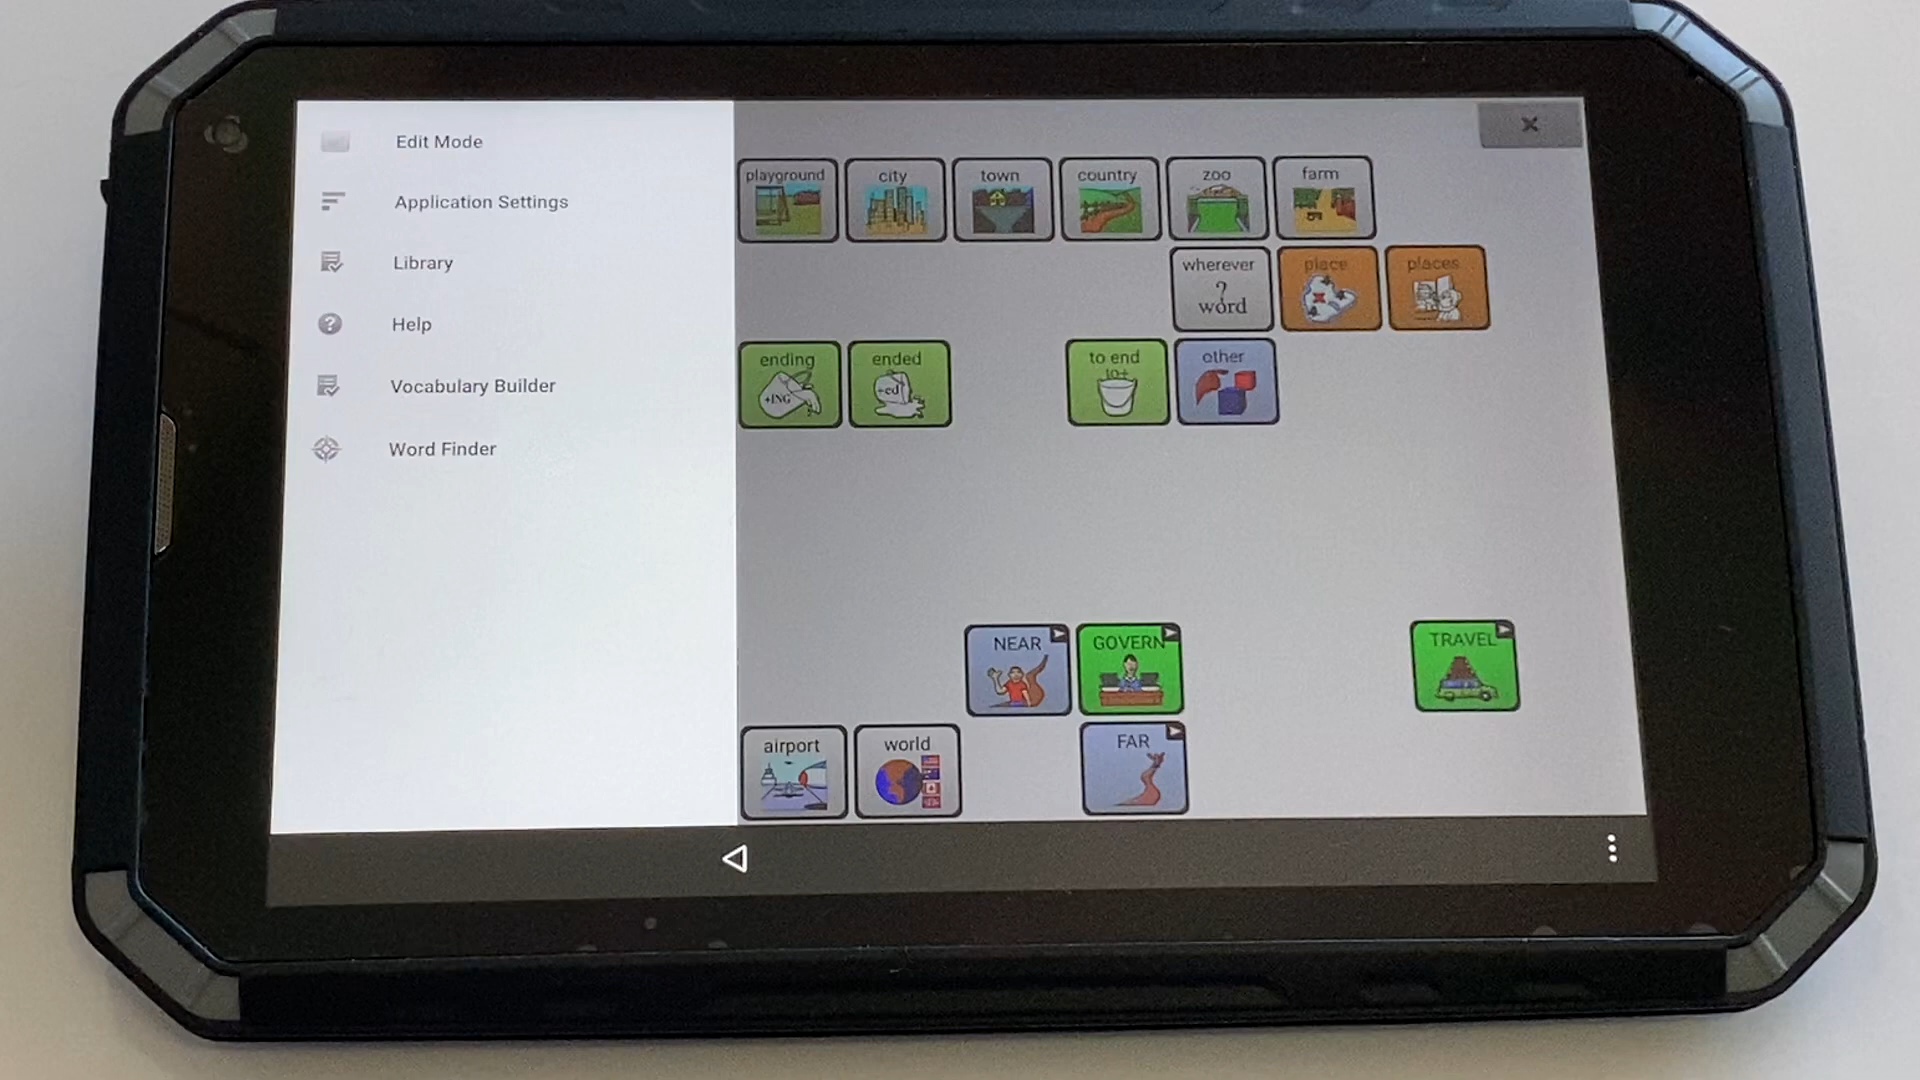 Edit Mode
Application Settings
Library
Help
Vocabulary Builder
Word Finder
playground
city
town
country
zoo
farm
wherever
?
word
place
places
ending
+ING
ended
+ed
to end
to+
other
NEAR
GOVERN
TRAVEL
airport
world
FAR